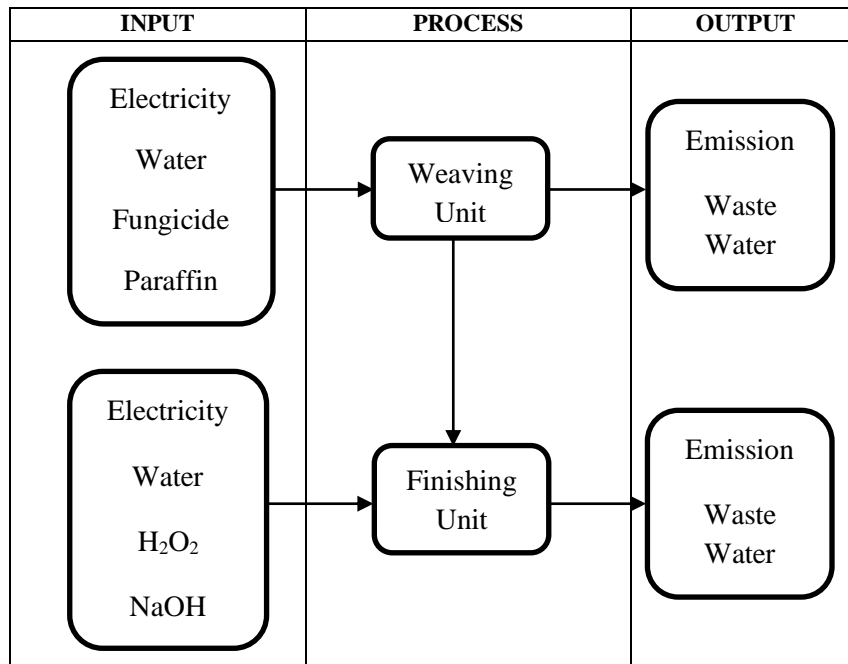 INPUT
PROCESS
OUTPUT
Electricity
Water
Fungicide
Paraffin
Weaving
Unit
Emission
Waste
Water
Electricity
Water
H₂O₂
NaOH
Finishing
Unit
Emission
Waste
Water